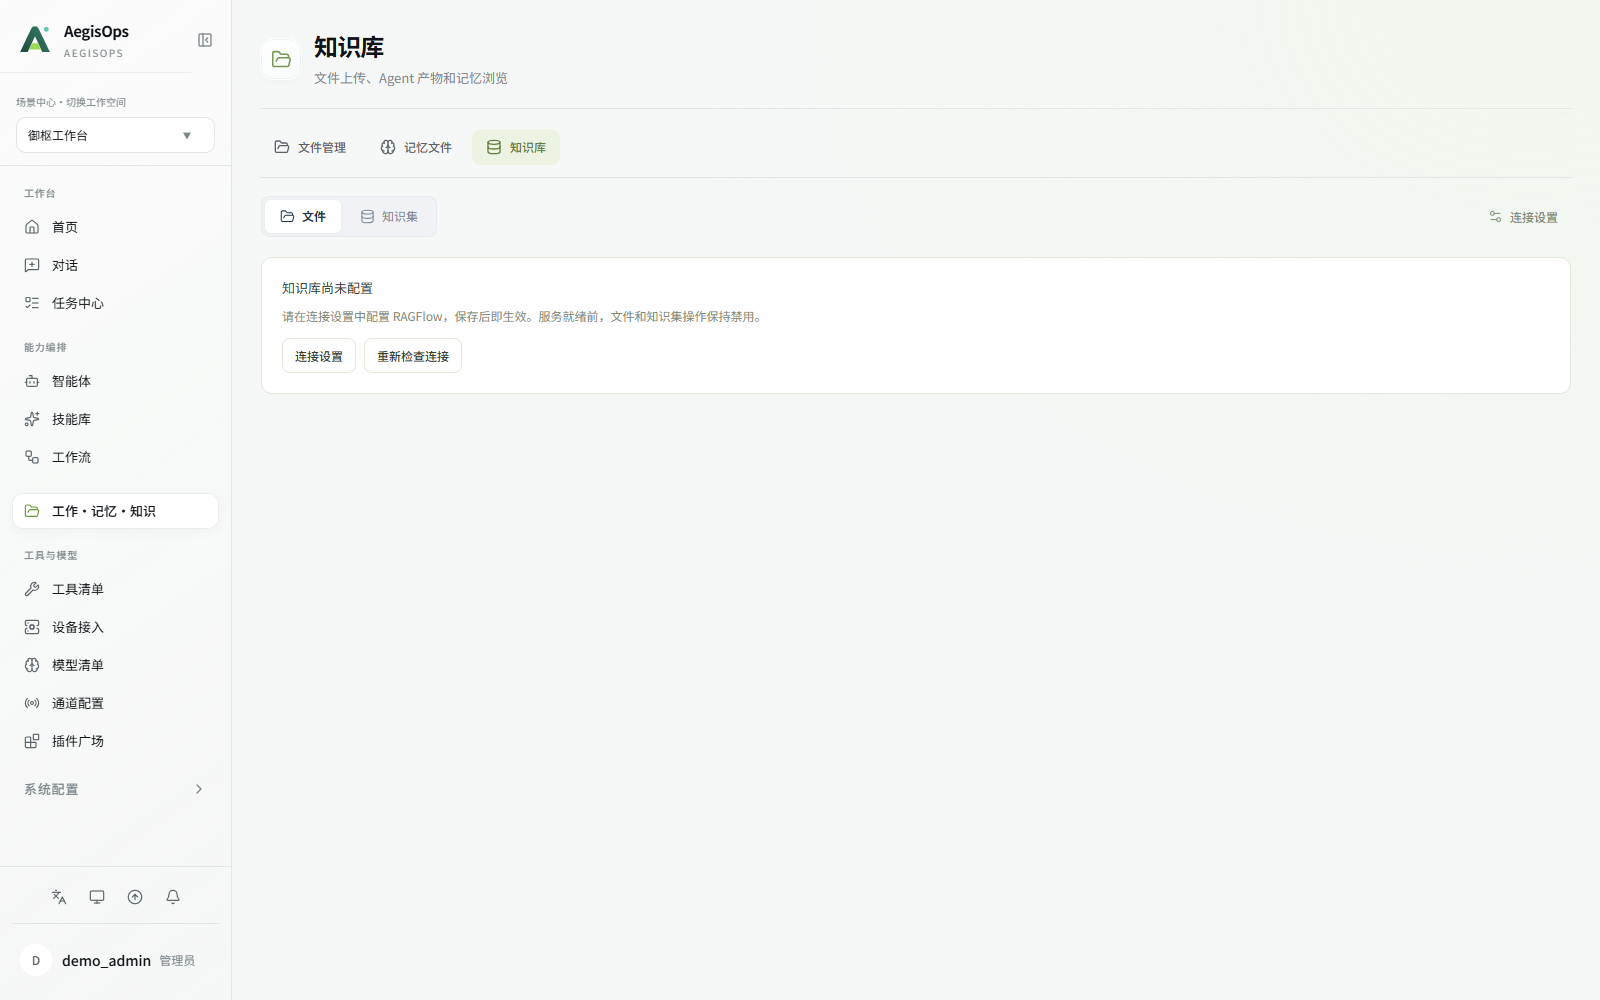 AegisOps
AEGISOPS
场景中心・切换工作空间
御枢工作台
工作台
首页
对话
任务中心
能力编排
智能体
技能库
工作流
工作・记忆・知识
工具与模型
工具清单
设备接入
模型清单
通道配置
插件广场
系统配置
D demo_admin 管理员
知识库
文件上传、Agent 产物和记忆浏览
文件管理 记忆文件 知识库
文件 知识集 连接设置
知识库尚未配置
请在连接设置中配置 RAGFlow，保存后即生效。服务就绪前，文件和知识集操作保持禁用。
连接设置 重新检查连接